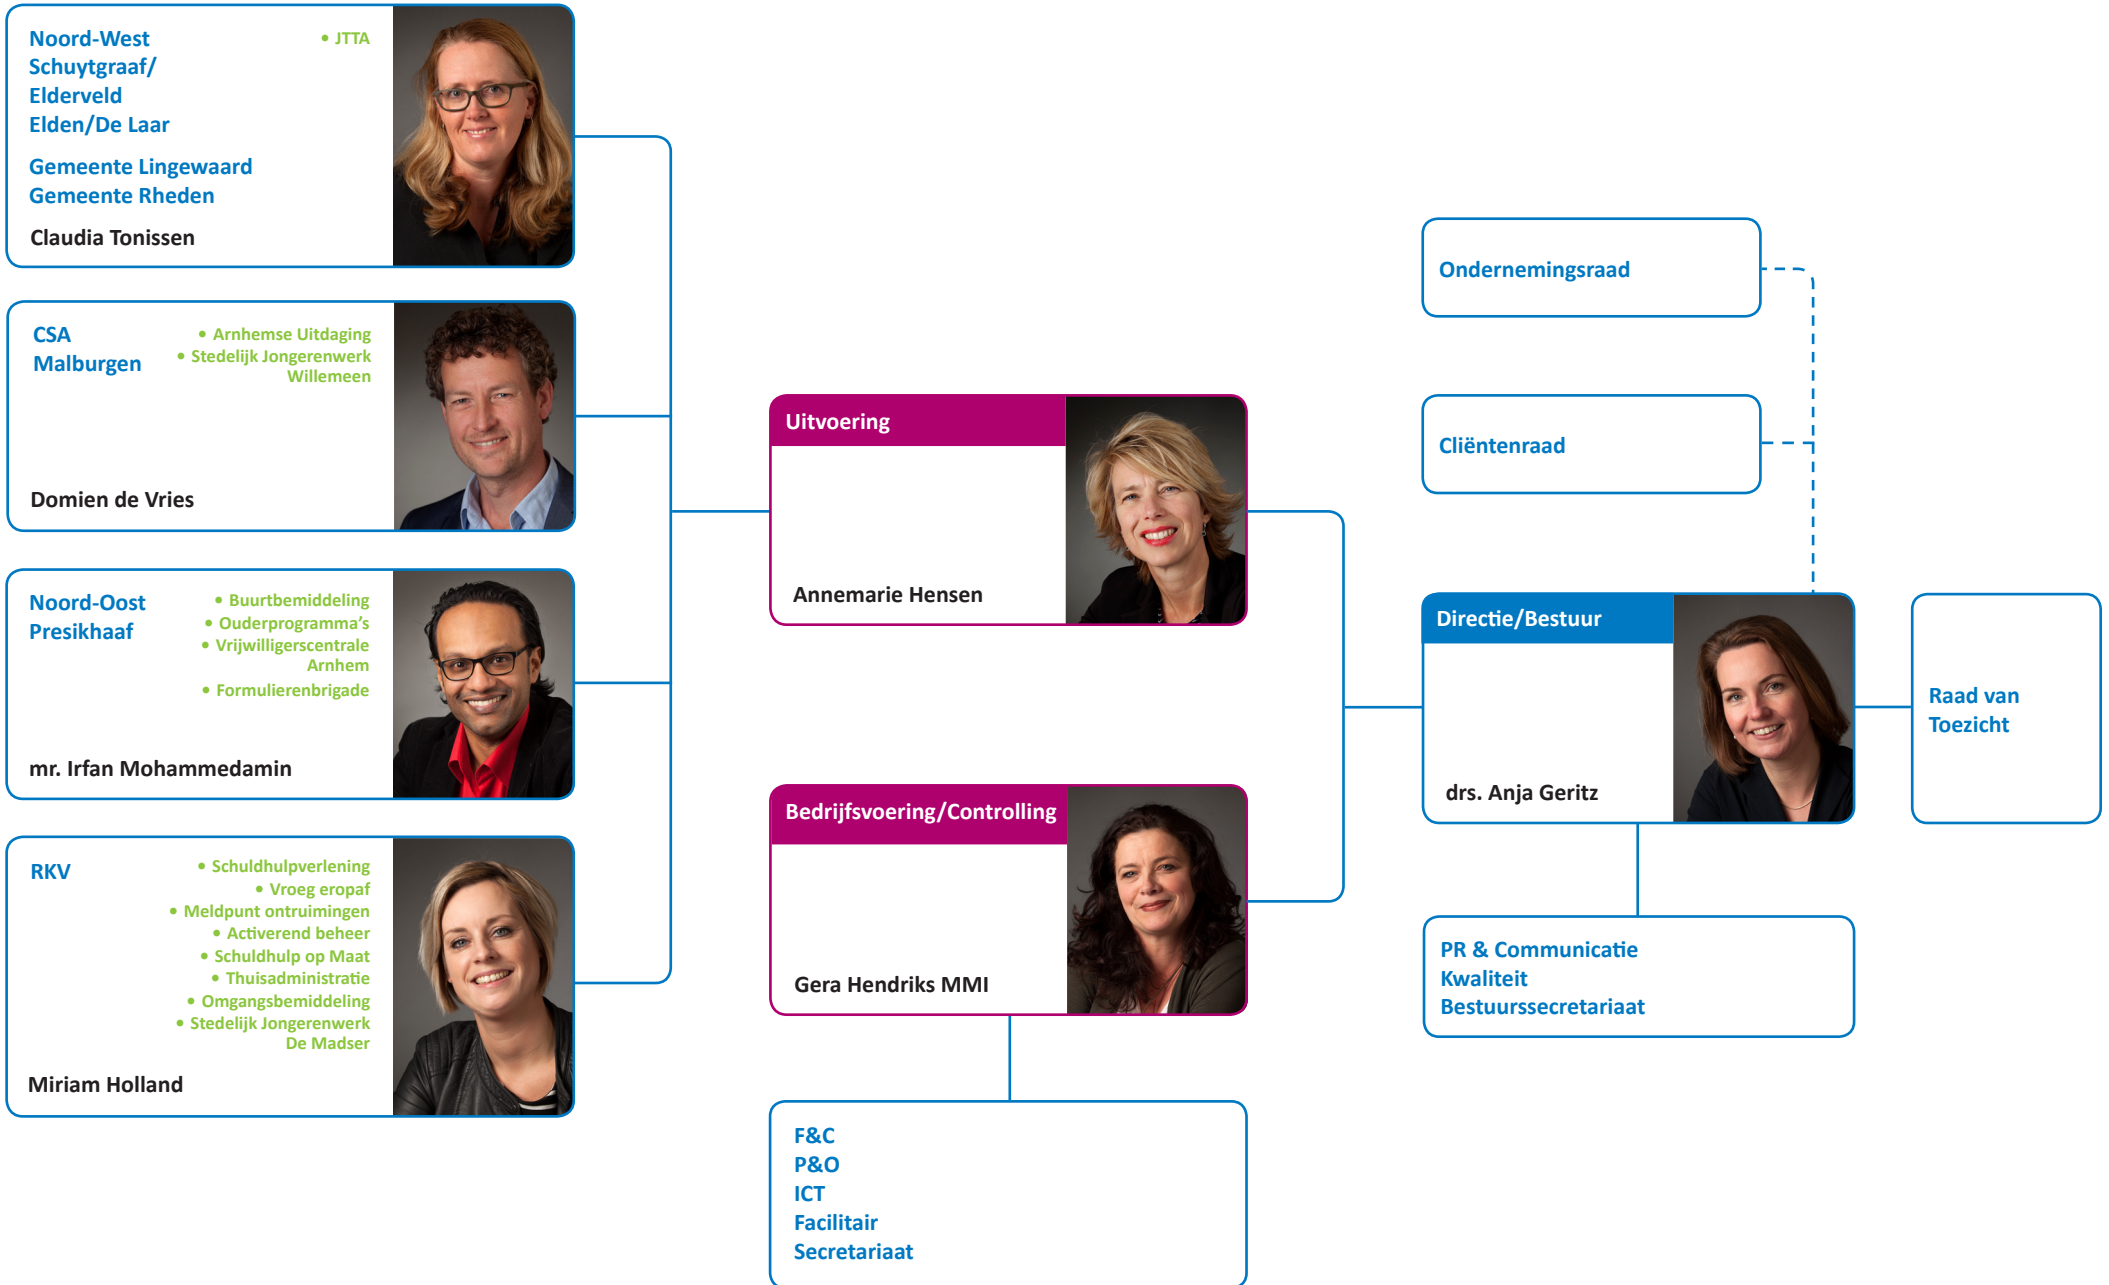 Noord-West
Schuytgraaf/
Elderveld
Elden/De Laar
Gemeente Lingewaard
Gemeente Rheden
• JTTA
Claudia Tonissen
CSA
Malburgen
• Arnhemse Uitdaging
• Stedelijk Jongerenwerk
Willemeen
Domien de Vries
Noord-Oost
Presikhaaf
• Buurtbemiddeling
• Ouderprogramma’s
• Vrijwilligerscentrale
Arnhem
• Formulierenbrigade
mr. Irfan Mohammedamin
RKV
• Schuldhulpverlening
• Vroeg eropaf
• Meldpunt ontruimingen
• Activerend beheer
• Schuldhulp op Maat
• Thuisadministratie
• Omgangsbemiddeling
• Stedelijk Jongerenwerk
De Madser
Miriam Holland
Uitvoering
Annemarie Hensen
Bedrijfsvoering/Controlling
Gera Hendriks MMI
F&C
P&O
ICT
Facilitair
Secretariaat
Ondernemingsraad
Cliëntenraad
Directie/Bestuur
drs. Anja Geritz
PR & Communicatie
Kwaliteit
Bestuurssecretariaat
Raad van
Toezicht